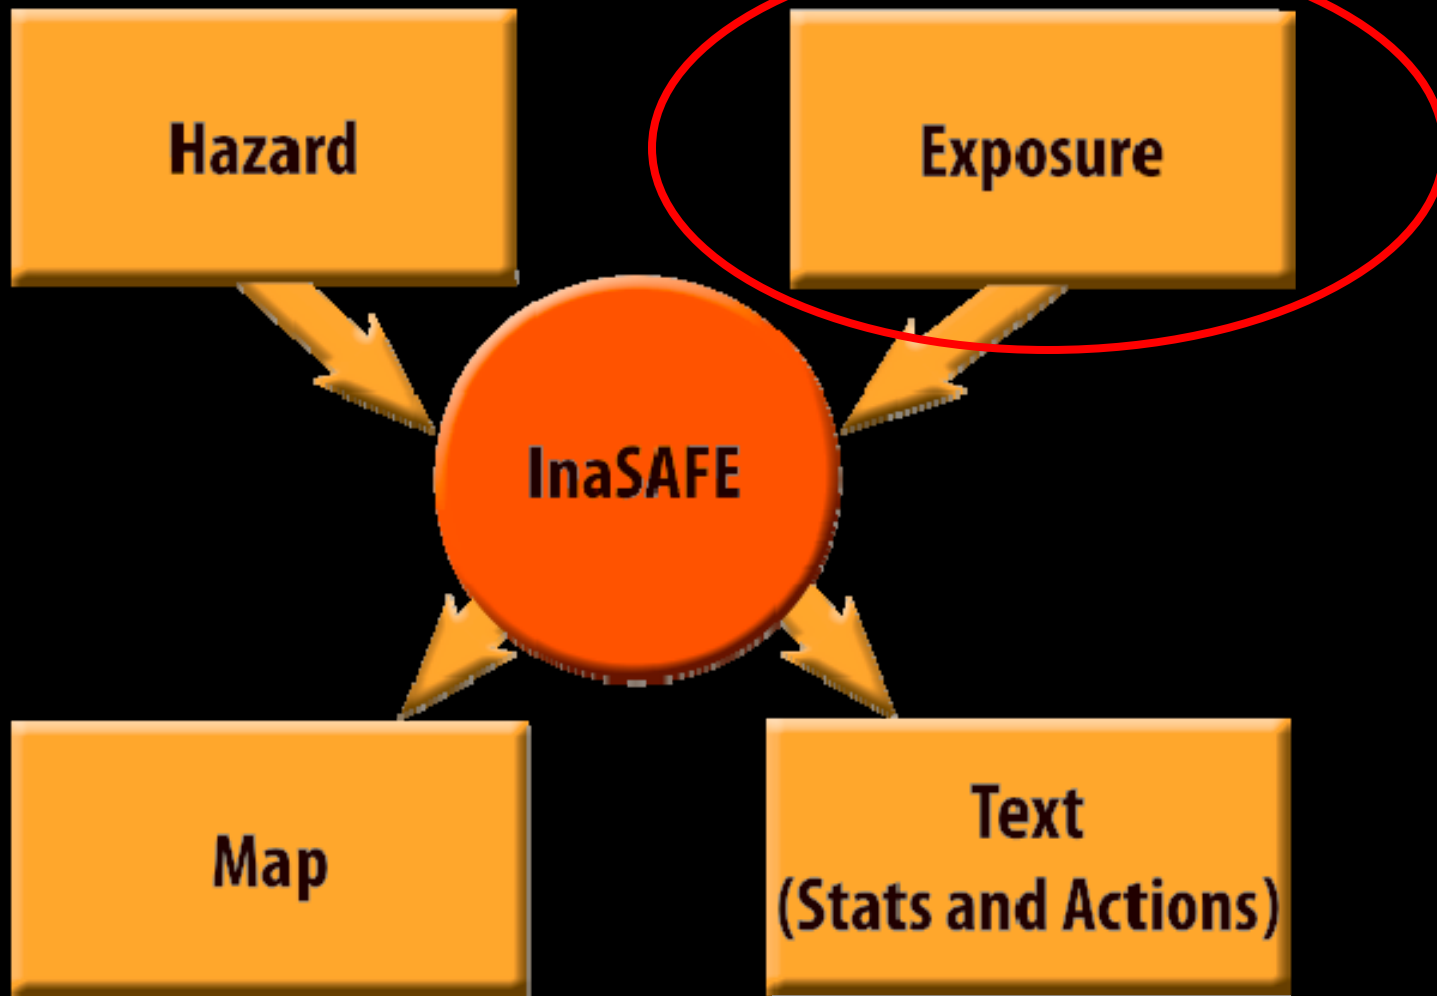 Hazard
Exposure
InaSAFE
Map
Text
(Stats and Actions)